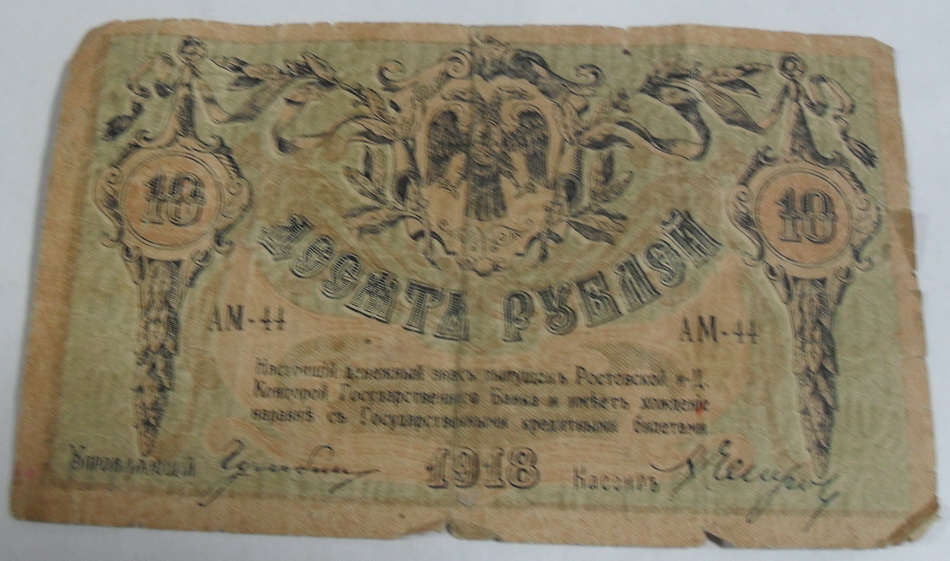 10
10
ДЕСЯТЬ РУБЛЕЙ
АМ-44
АМ-44
Настоящій денежный знакъ выпущенъ Ростовской н-Д.
Конторой Государственнаго Банка и имѣетъ хожденіе
наравнѣ съ Государственными кредитными билетами.
Управляющій
1918
Кассиръ